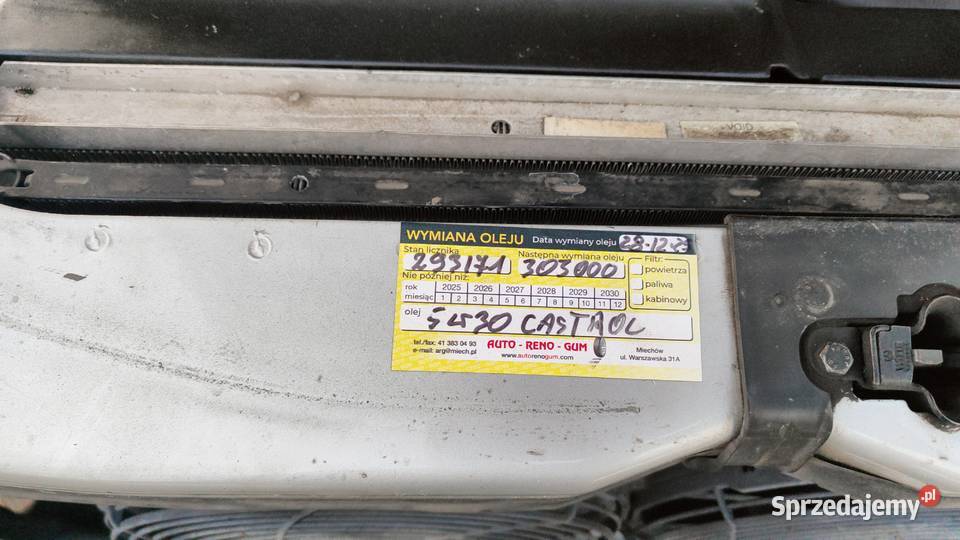 VOID
WYMIANA OLEJU Data wymiany oleju 28.12.25
Stan licznika Następna wymiana oleju Filtr:
293171 303000 powietrza
Nie później niż: paliwa
rok 2025 2026 2027 2028 2029 2030 kabinowy
miesiąc 1 2 3 4 5 6 7 8 9 10 11 12
olej 5W30 CASTROL
tel./fax: 41 383 04 93 AUTO - RENO - GUM Miechów
e-mail: arg@miech.pl www.autorenogum.com ul. Warszawska 31A
Sprzedajemy.pl